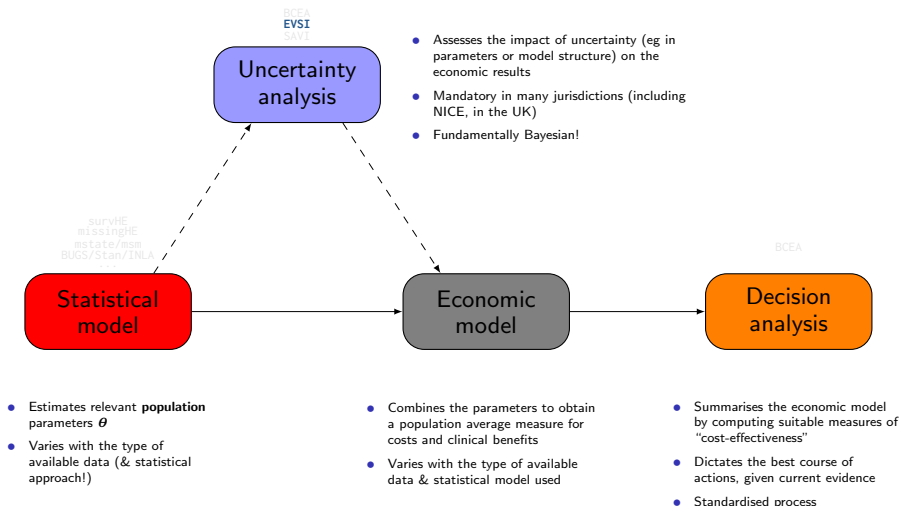 BCEA
EVSI
SAVI
Uncertainty
analysis
• Assesses the impact of uncertainty (eg in
parameters or model structure) on the
economic results
• Mandatory in many jurisdictions (including
NICE, in the UK)
• Fundamentally Bayesian!
survHE
missingHE
mstate/msm
BUGS/Stan/INLA
...
BCEA
Statistical
model
Economic
model
Decision
analysis
• Estimates relevant population
parameters θ
• Varies with the type of
available data (& statistical
approach!)
• Combines the parameters to obtain
a population average measure for
costs and clinical benefits
• Varies with the type of available
data & statistical model used
• Summarises the economic model
by computing suitable measures of
“cost-effectiveness”
• Dictates the best course of
actions, given current evidence
• Standardised process